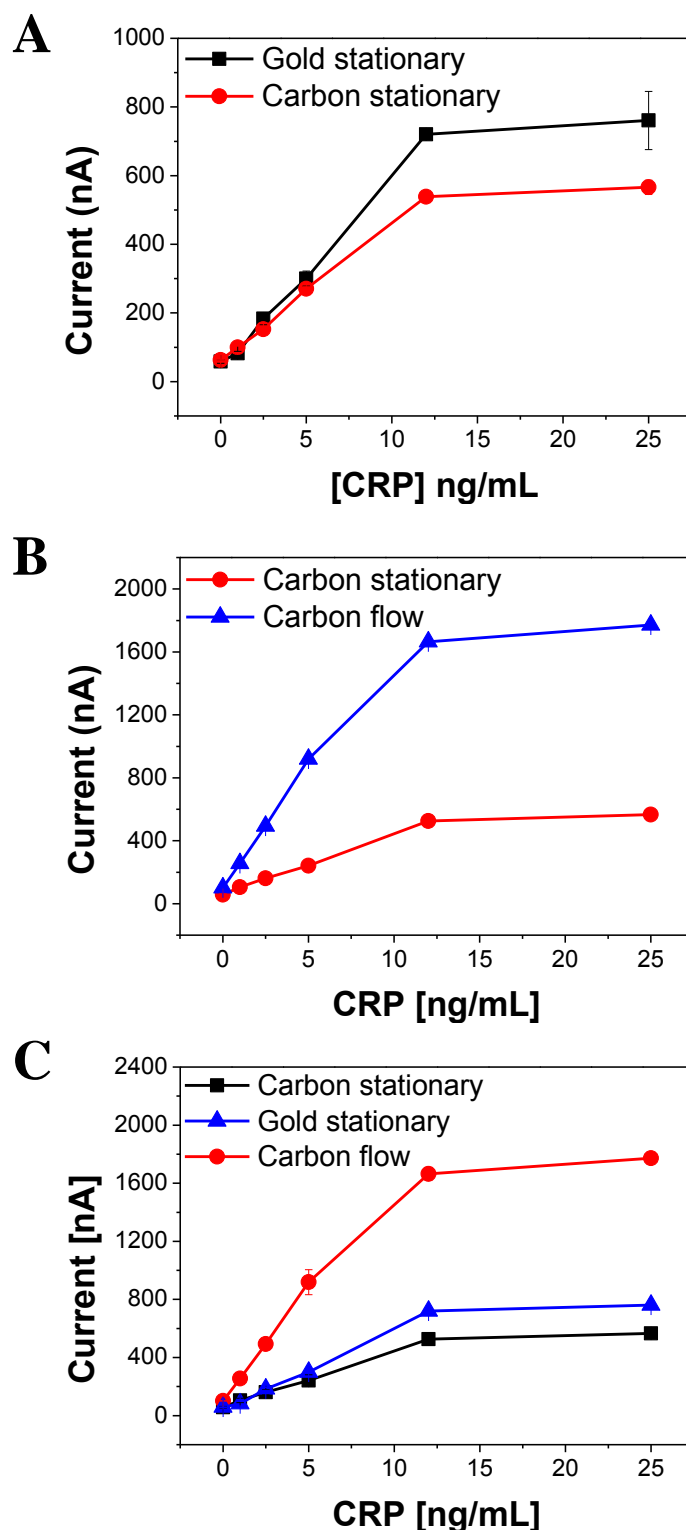 A
1000
Gold stationary
Carbon stationary
800
600
400
200
0
Current (nA)
0 5 10 15 20 25
[CRP] ng/mL
B
2000
Carbon stationary
Carbon flow
1600
1200
800
400
0
Current (nA)
0 5 10 15 20 25
CRP [ng/mL]
C
2400
Carbon stationary
2000
Gold stationary
Carbon flow
1600
1200
800
400
0
Current [nA]
0 5 10 15 20 25
CRP [ng/mL]